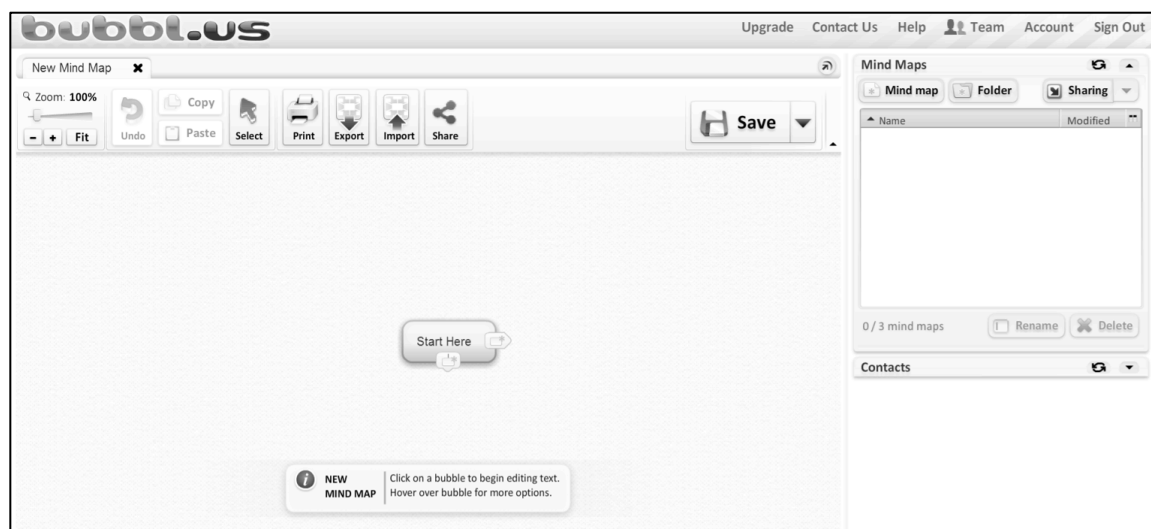 bubbl.us
Upgrade Contact Us Help Team Account Sign Out
New Mind Map
Zoom: 100%
- + Fit
Undo
Copy
Paste
Select
Print
Export
Import
Share
Save
Start Here
NEW
MIND MAP
Click on a bubble to begin editing text.
Hover over bubble for more options.
Mind Maps
Mind map Folder Sharing
Name Modified
0 / 3 mind maps Rename Delete
Contacts